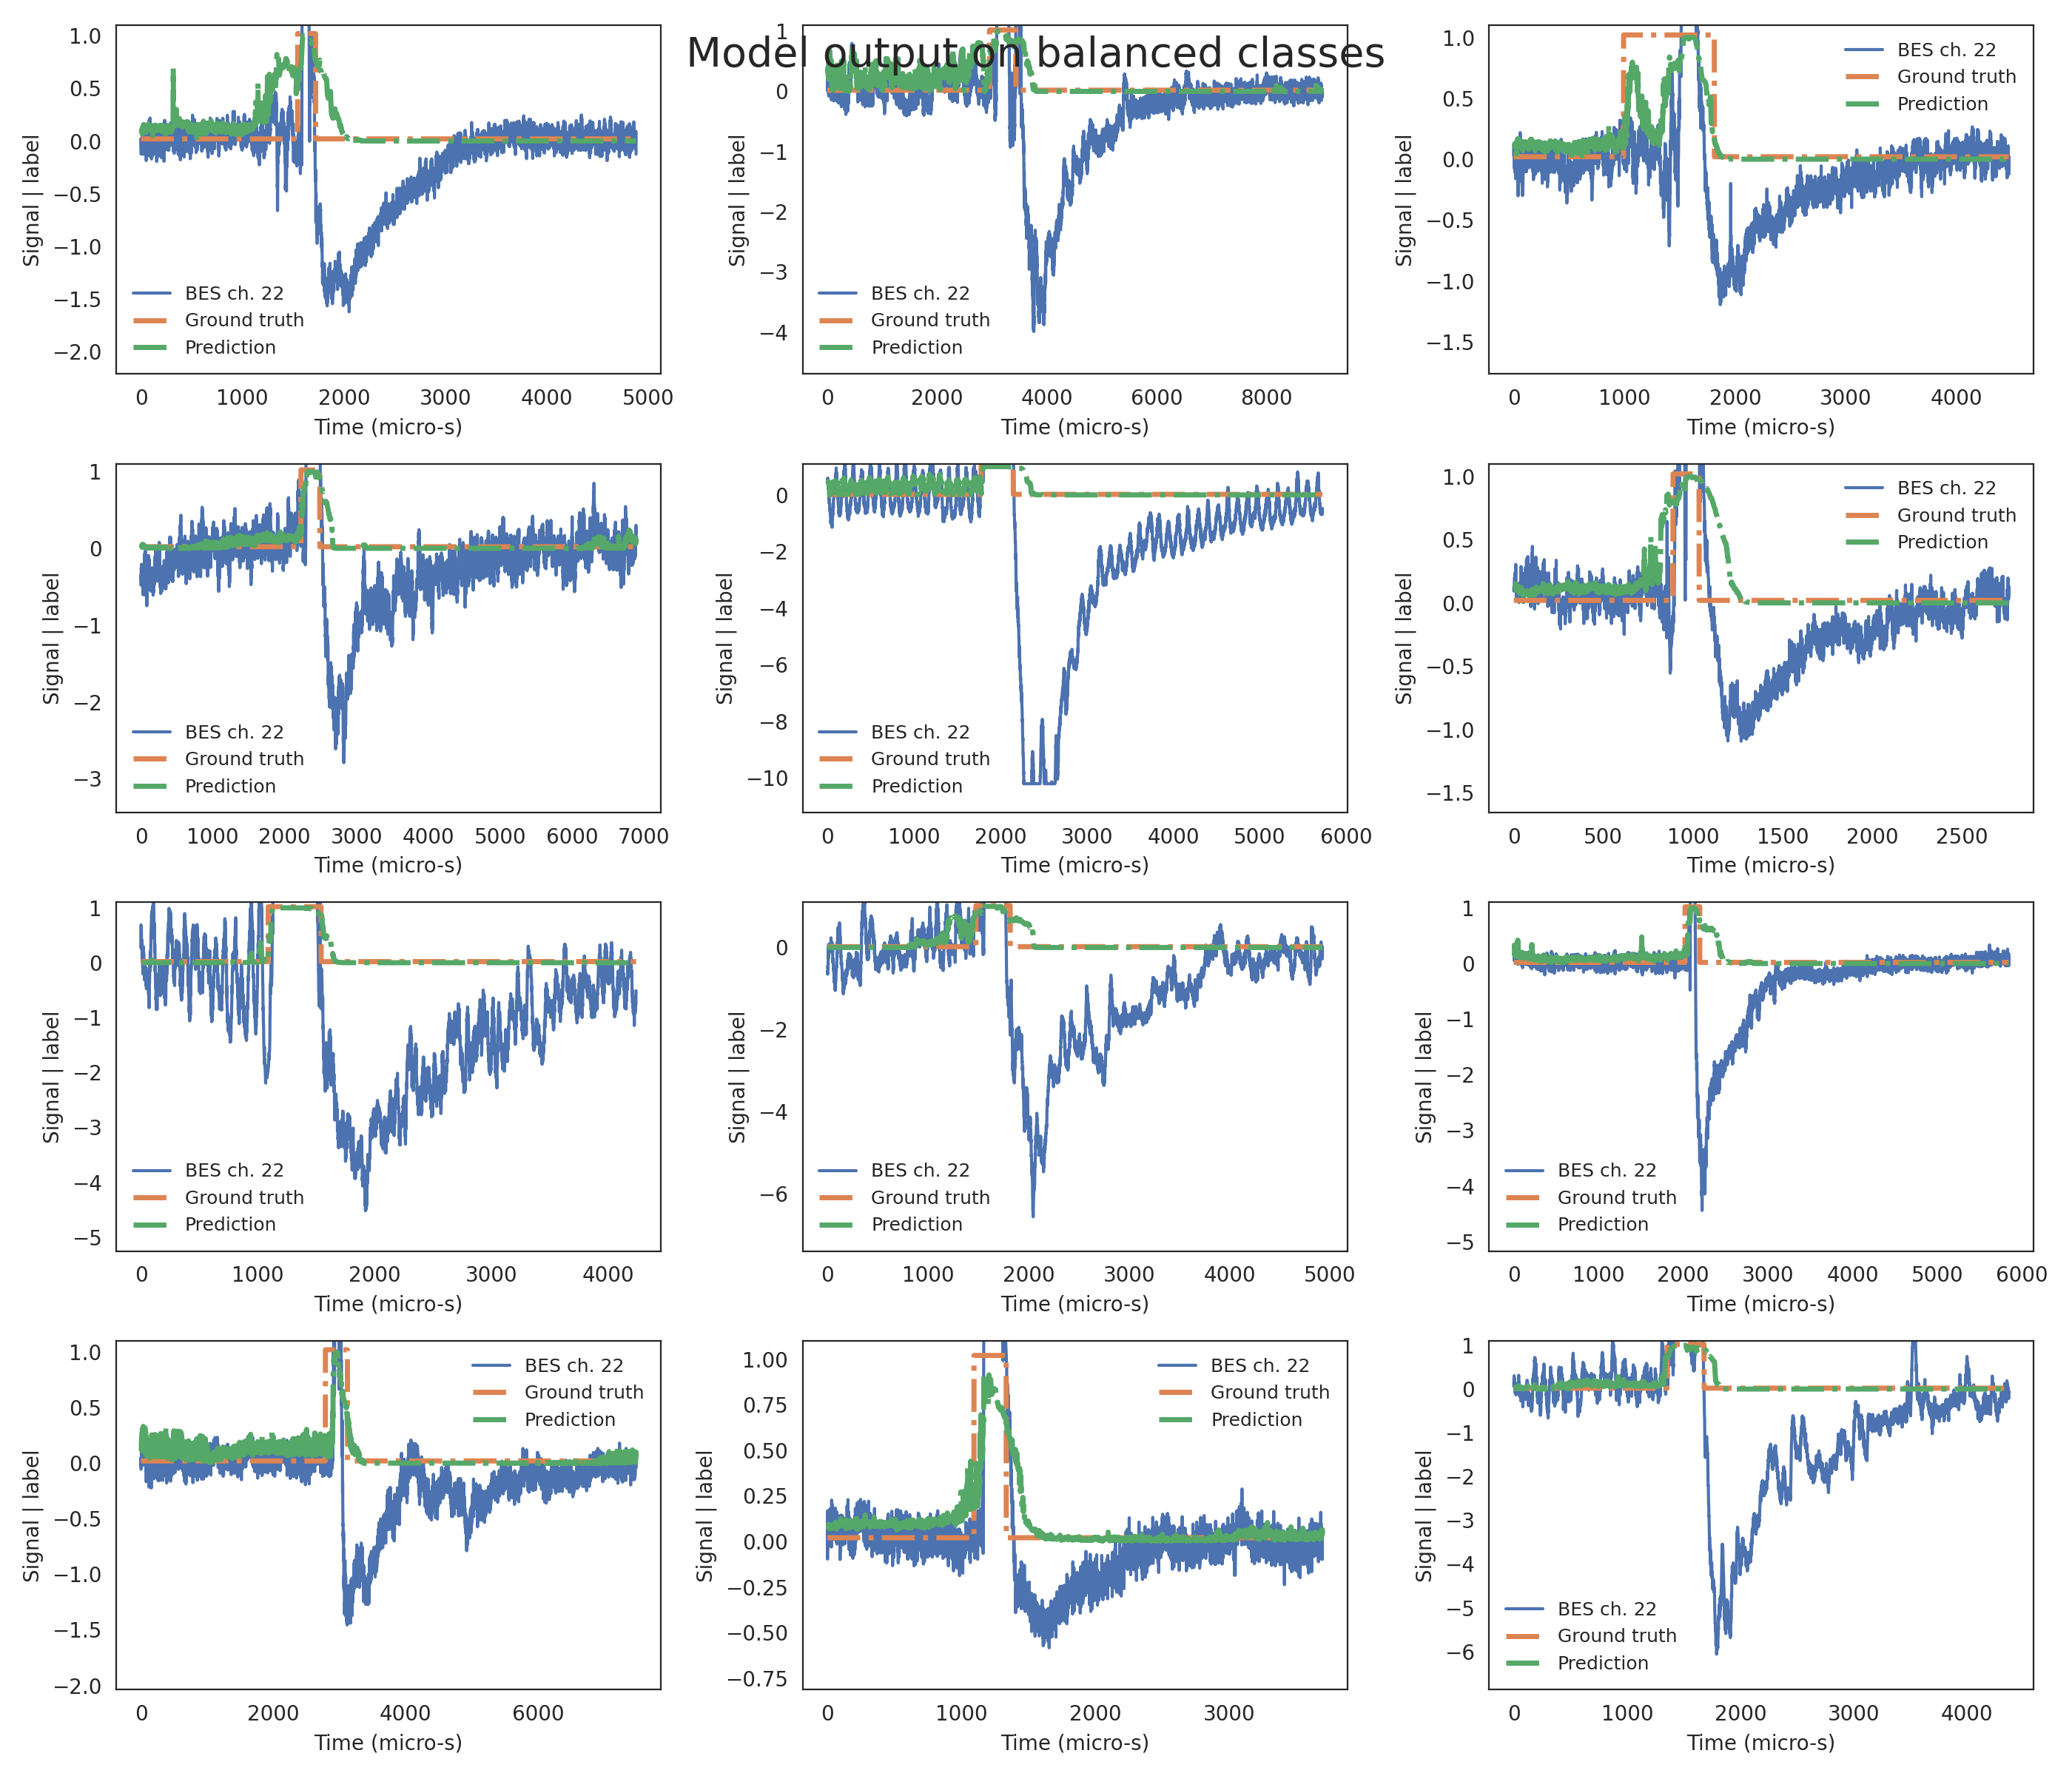 Model output on balanced classes
1.0
0.5
0.0
−0.5
−1.0
−1.5
−2.0
Signal | label
BES ch. 22
Ground truth
Prediction
0 1000 2000 3000 4000 5000
Time (micro-s)
1
0
−1
−2
−3
−4
Signal | label
BES ch. 22
Ground truth
Prediction
0 2000 4000 6000 8000
Time (micro-s)
1.0
0.5
0.0
−0.5
−1.0
−1.5
Signal | label
BES ch. 22
Ground truth
Prediction
0 1000 2000 3000 4000
Time (micro-s)
1
0
−1
−2
−3
Signal | label
BES ch. 22
Ground truth
Prediction
0 1000 2000 3000 4000 5000 6000 7000
Time (micro-s)
0
−2
−4
−6
−8
−10
Signal | label
BES ch. 22
Ground truth
Prediction
0 1000 2000 3000 4000 5000 6000
Time (micro-s)
1.0
0.5
0.0
−0.5
−1.0
−1.5
Signal | label
BES ch. 22
Ground truth
Prediction
0 500 1000 1500 2000 2500
Time (micro-s)
1
0
−1
−2
−3
−4
−5
Signal | label
BES ch. 22
Ground truth
Prediction
0 1000 2000 3000 4000
Time (micro-s)
0
−2
−4
−6
Signal | label
BES ch. 22
Ground truth
Prediction
0 1000 2000 3000 4000 5000
Time (micro-s)
1
0
−1
−2
−3
−4
−5
Signal | label
BES ch. 22
Ground truth
Prediction
0 1000 2000 3000 4000 5000 6000
Time (micro-s)
1.0
0.5
0.0
−0.5
−1.0
−1.5
−2.0
Signal | label
BES ch. 22
Ground truth
Prediction
0 2000 4000 6000
Time (micro-s)
1.00
0.75
0.50
0.25
0.00
−0.25
−0.50
−0.75
Signal | label
BES ch. 22
Ground truth
Prediction
0 1000 2000 3000
Time (micro-s)
1
0
−1
−2
−3
−4
−5
−6
Signal | label
BES ch. 22
Ground truth
Prediction
0 1000 2000 3000 4000
Time (micro-s)